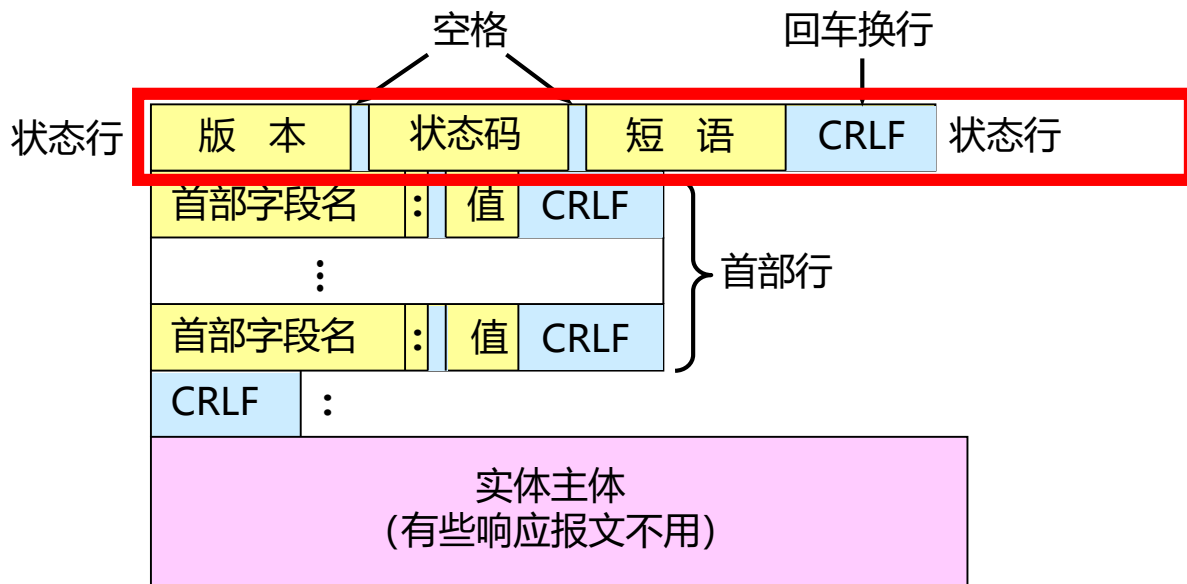 空格 回车换行
状态行 版 本 状态码 短 语 CRLF 状态行
首部字段名 : 值 CRLF
⋮
首部行
首部字段名 : 值 CRLF
CRLF :
实体主体
(有些响应报文不用)